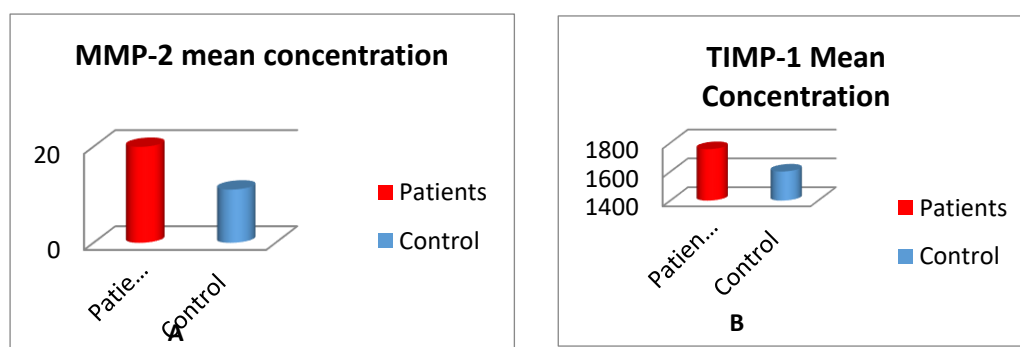 MMP-2 mean concentration
20
0
Patie...
Control
Patients
Control
A
TIMP-1 Mean
Concentration
1800
1600
1400
Patien...
Control
Patients
Control
B